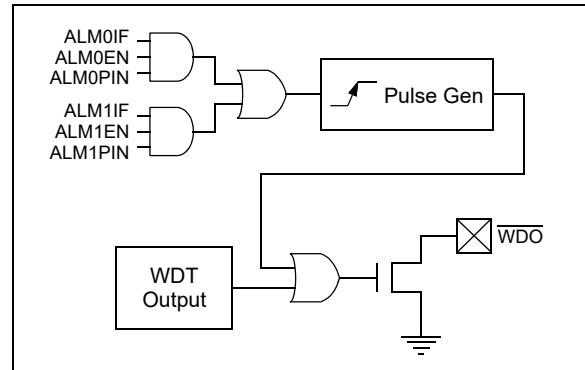 ALM0IF
ALM0EN
ALM0PIN
ALM1IF
ALM1EN
ALM1PIN
Pulse Gen
WDO
WDT
Output